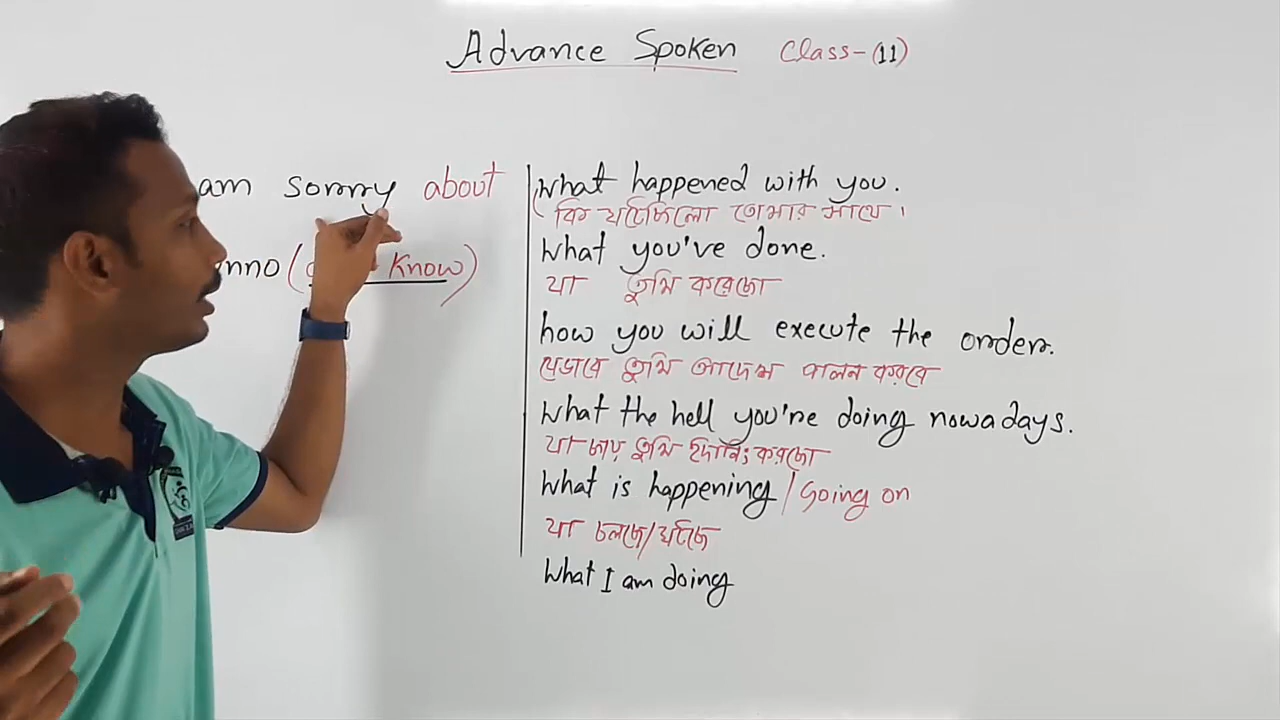 Advance Spoken Class-(11)
am sorry about
nno ( Know)
What happened with you.
কি ঘটেছিলো তোমার সাথে।
What you've done.
যা তুমি করেছো
how you will execute the order.
যেভাবে তুমি আদেশ পালন করবে
What the hell you're doing nowadays.
যা তুমি ইদানিং করছো
What is happening/Going on
যা চলছে/ঘটছে
What I am doing